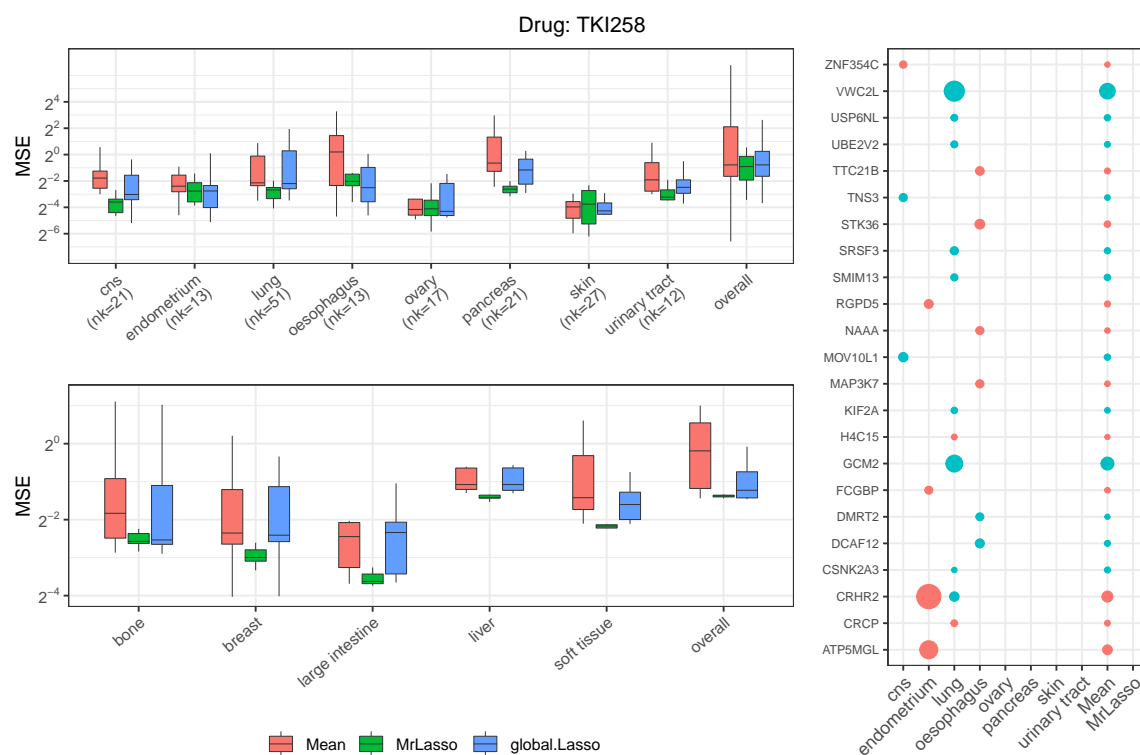 Drug: TKI258
MSE
2^4
2^2
2^0
2^-2
2^-4
2^-6
cns
(nk=21)
endometrium
(nk=13)
lung
(nk=51)
oesophagus
(nk=13)
ovary
(nk=17)
pancreas
(nk=21)
skin
(nk=27)
urinary tract
(nk=12)
overall
MSE
2^0
2^-2
2^-4
bone
breast
large intestine
liver
soft tissue
overall
Mean
MrLasso
global.Lasso
ZNF354C
VWC2L
USP6NL
UBE2V2
TTC21B
TNS3
STK36
SRSF3
SMIM13
RGPD5
NAAA
MOV10L1
MAP3K7
KIF2A
H4C15
GCM2
FCGBP
DMRT2
DCAF12
CSNK2A3
CRHR2
CRCP
ATP5MGL
cns
endometrium
lung
oesophagus
ovary
pancreas
skin
urinary tract
Mean
MrLasso